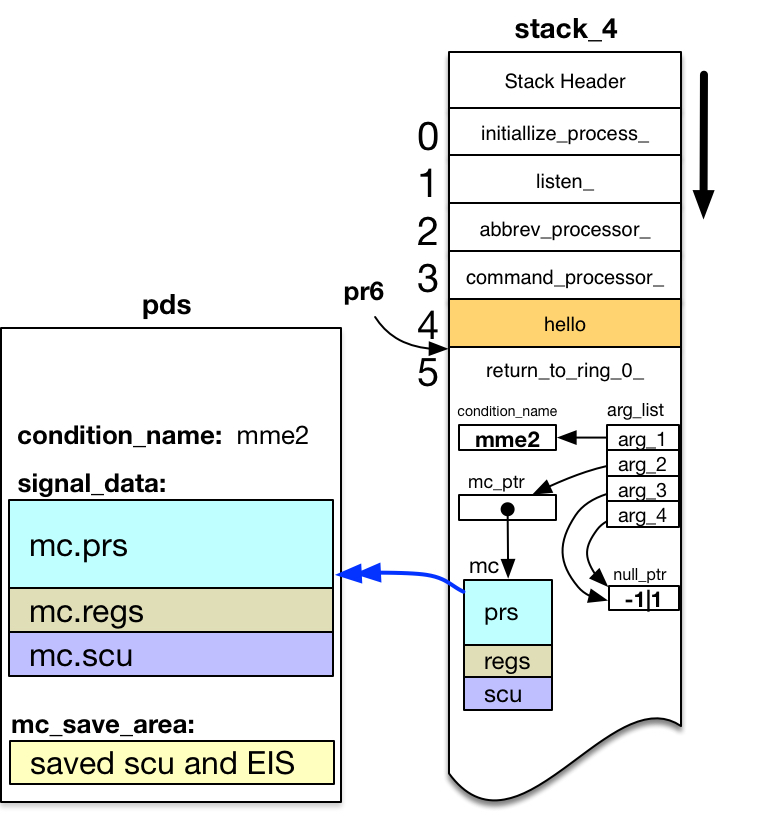 stack_4
Stack Header
0 initiallize_process_
1 listen_
2 abbrev_processor_
3 command_processor_
pr6
4 hello
5 return_to_ring_0_
condition_name
arg_list
mme2
arg_1
arg_2
arg_3
arg_4
mc_ptr
null_ptr
-1|1
mc
prs
regs
scu
pds
condition_name: mme2
signal_data:
mc.prs
mc.regs
mc.scu
mc_save_area:
saved scu and EIS